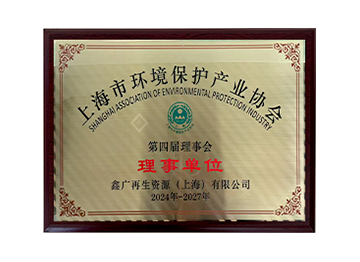 上海市环境保护产业协会
SHANGHAI ASSOCIATION OF ENVIRONMENTAL PROTECTION INDUSTRY
第四届理事会
理事单位
鑫广再生资源（上海）有限公司
2024年-2027年